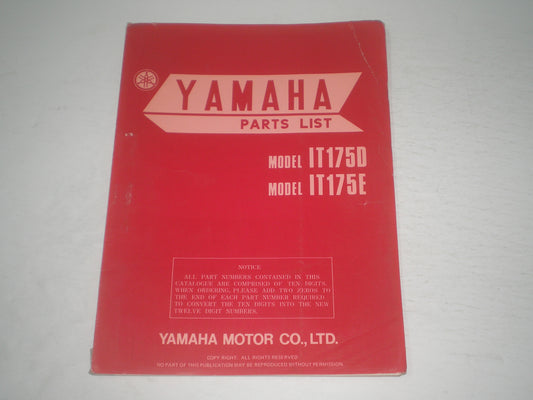 YAMAHA
PARTS LIST
MODEL IT175D
MODEL IT175E
NOTICE
ALL PART NUMBERS CONTAINED IN THIS
CATALOGUE ARE COMPRISED OF TEN DIGITS.
WHEN ORDERING, PLEASE ADD TWO ZEROS TO
THE END OF EACH PART NUMBER REQUIRED
TO CONVERT THE TEN DIGITS INTO THE NEW
TWELVE DIGIT NUMBERS.
YAMAHA MOTOR CO., LTD.
COPY RIGHT. ALL RIGHTS RESERVED
NO PART OF THIS PUBLICATION MAY BE REPRODUCED WITHOUT PERMISSION.